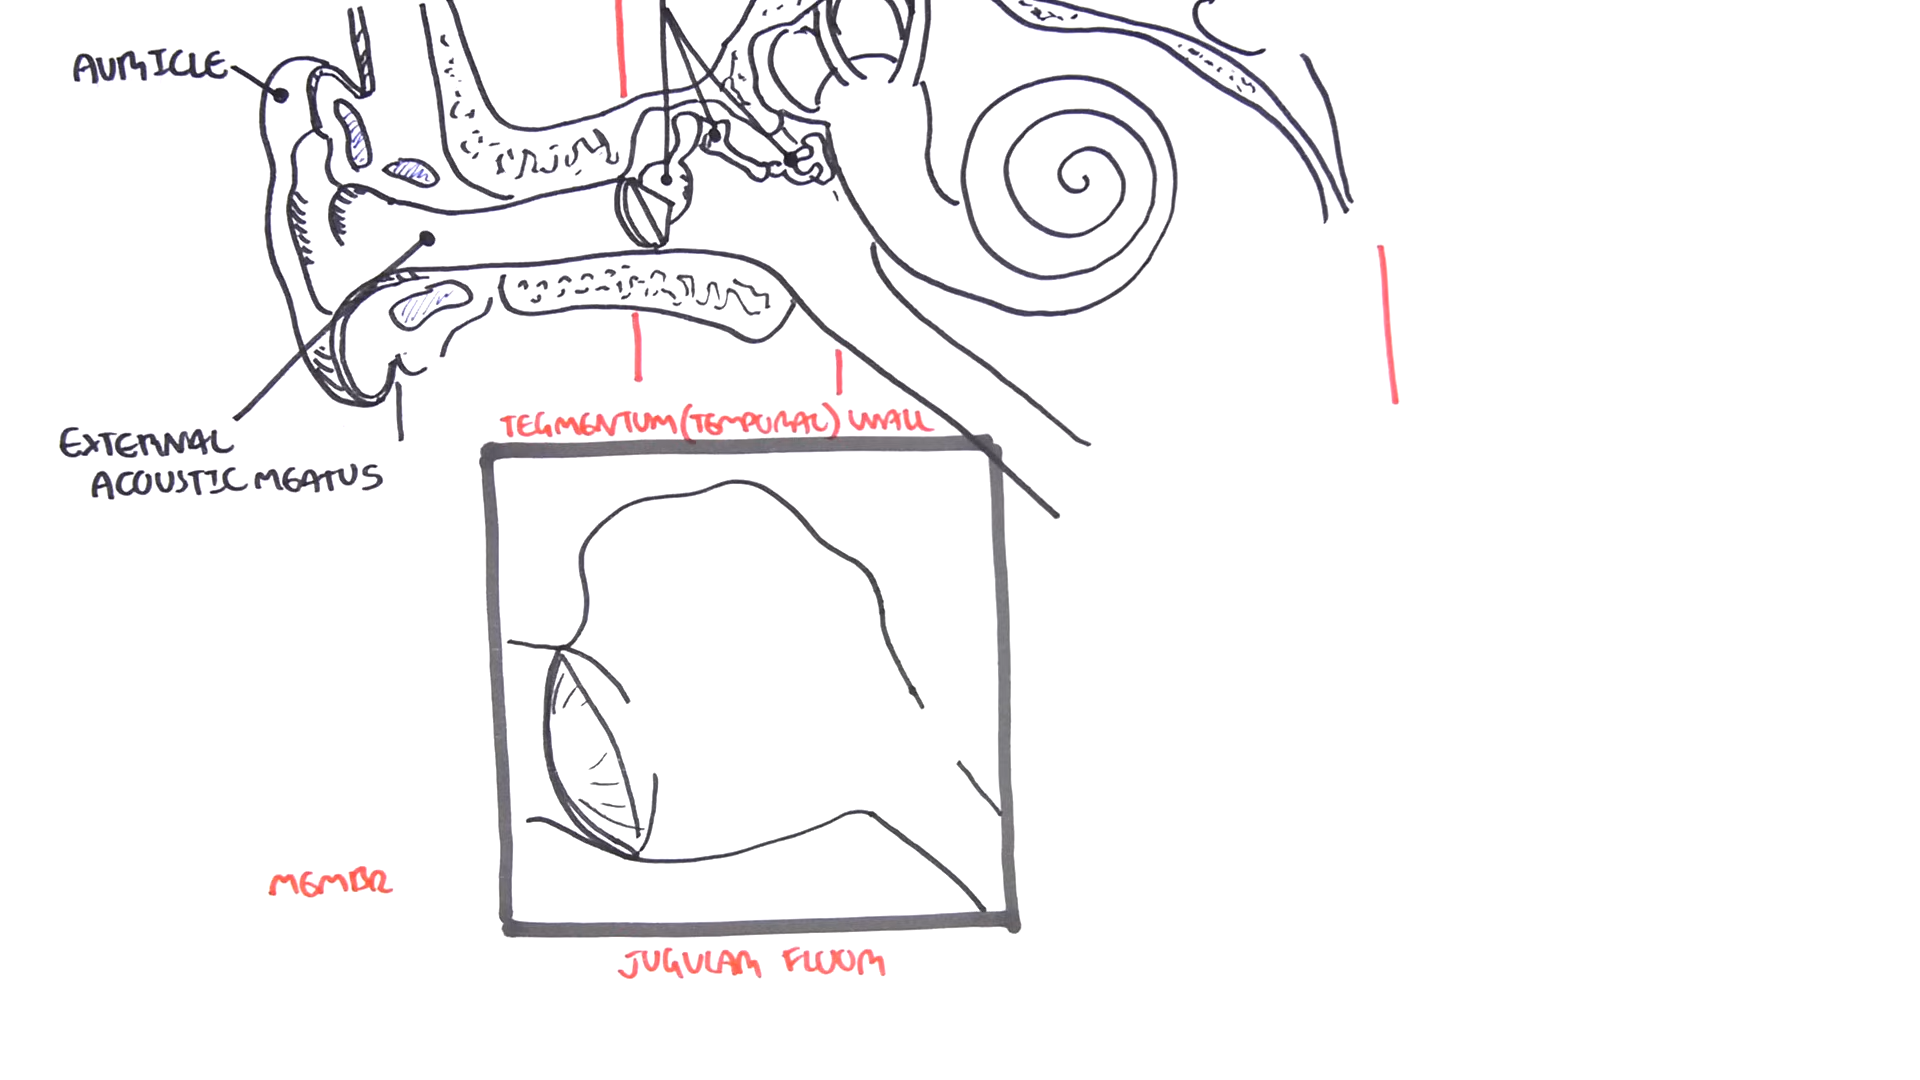 AURICLE
EXTERNAL
ACOUSTIC MEATUS
TEGMENTUM (TEMPORAL) WALL
MEMBR
JUGULAR FLOOR